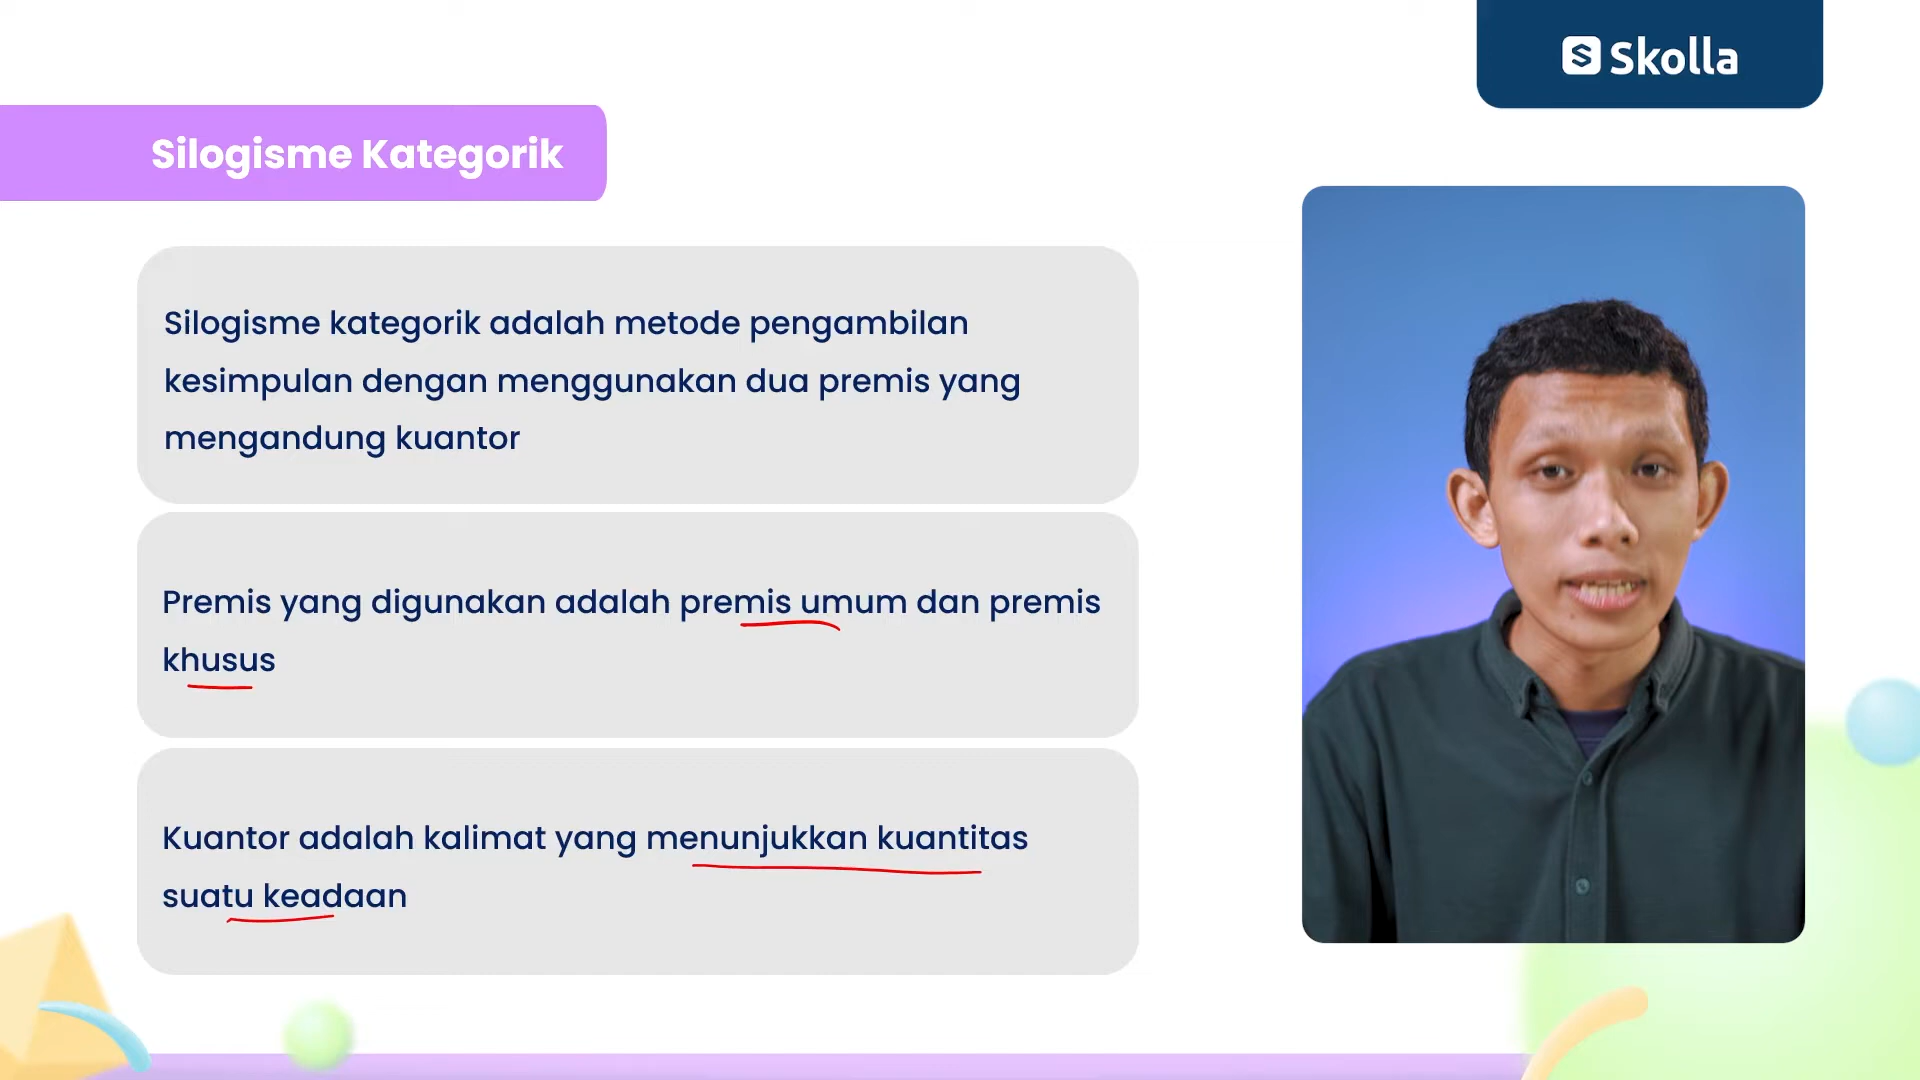 Skolla
Silogisme Kategorik
Silogisme kategorik adalah metode pengambilan
kesimpulan dengan menggunakan dua premis yang
mengandung kuantor
Premis yang digunakan adalah premis umum dan premis
khusus
Kuantor adalah kalimat yang menunjukkan kuantitas
suatu keadaan